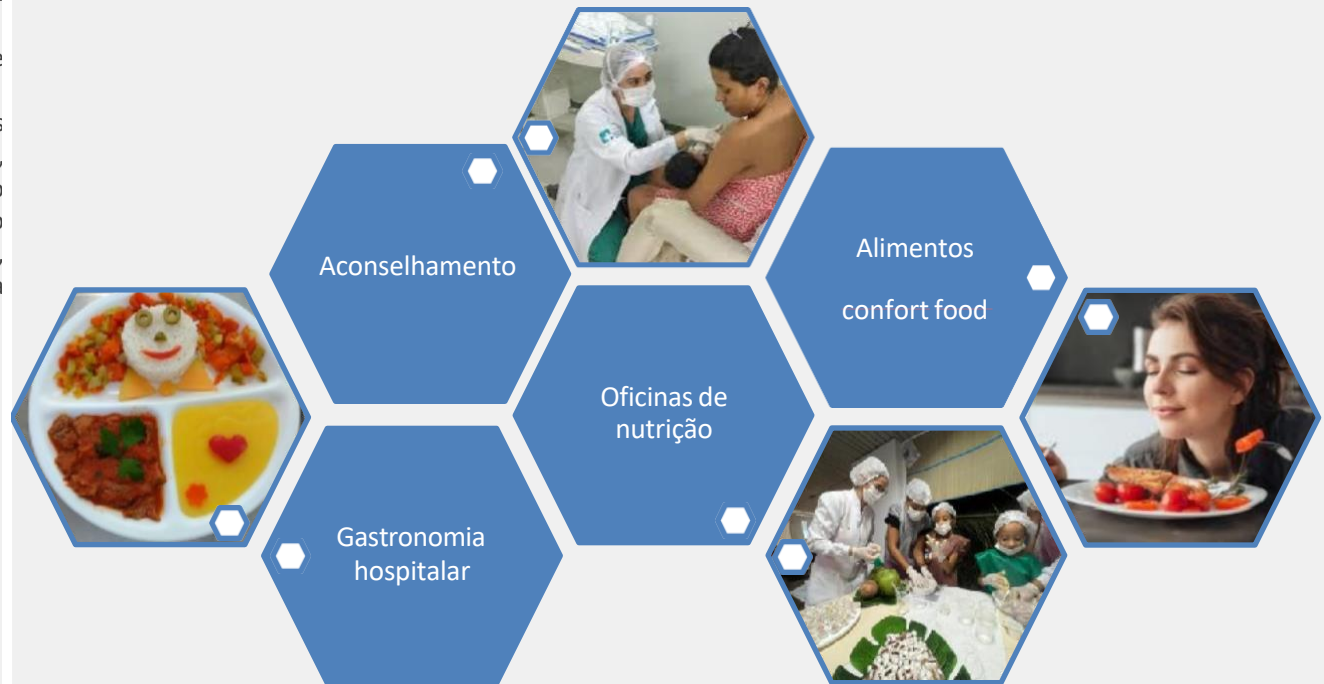 Aconselhamento
Alimentos
confort food
Oficinas de
nutrição
Gastronomia
hospitalar